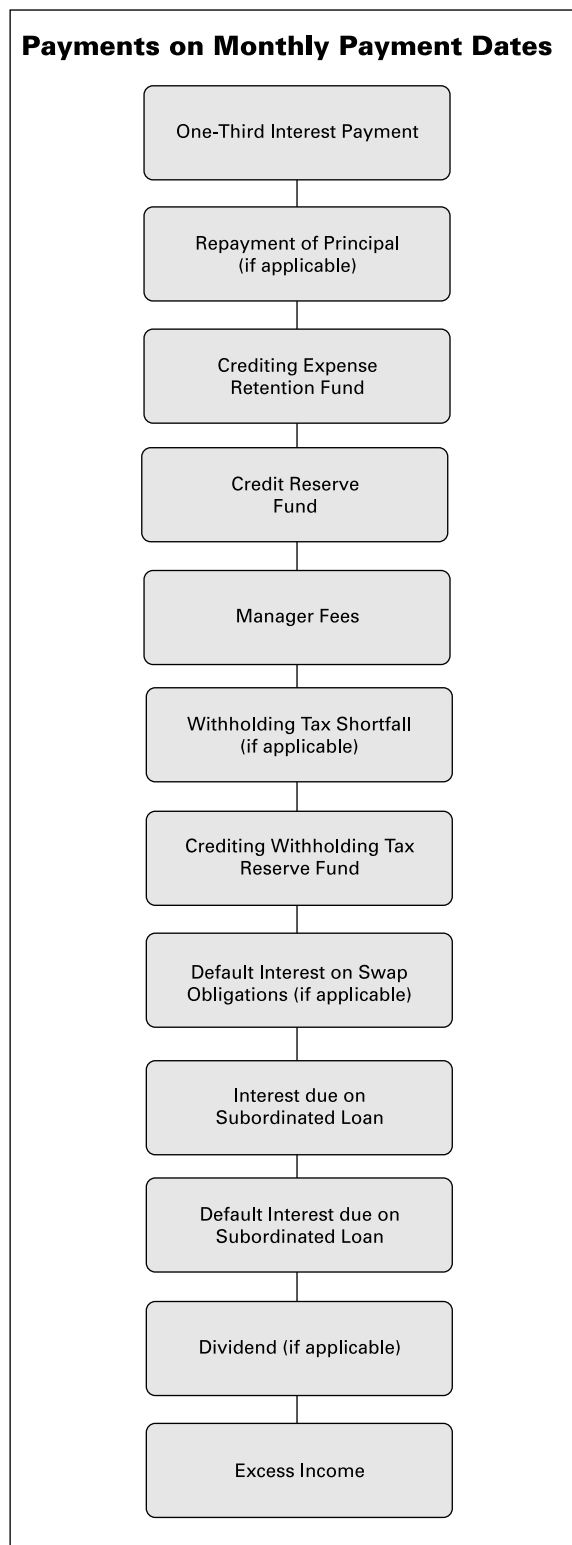 Payments on Monthly Payment Dates
One-Third Interest Payment
Repayment of Principal
(if applicable)
Crediting Expense
Retention Fund
Credit Reserve
Fund
Manager Fees
Withholding Tax Shortfall
(if applicable)
Crediting Withholding Tax
Reserve Fund
Default Interest on Swap
Obligations (if applicable)
Interest due on
Subordinated Loan
Default Interest due on
Subordinated Loan
Dividend (if applicable)
Excess Income